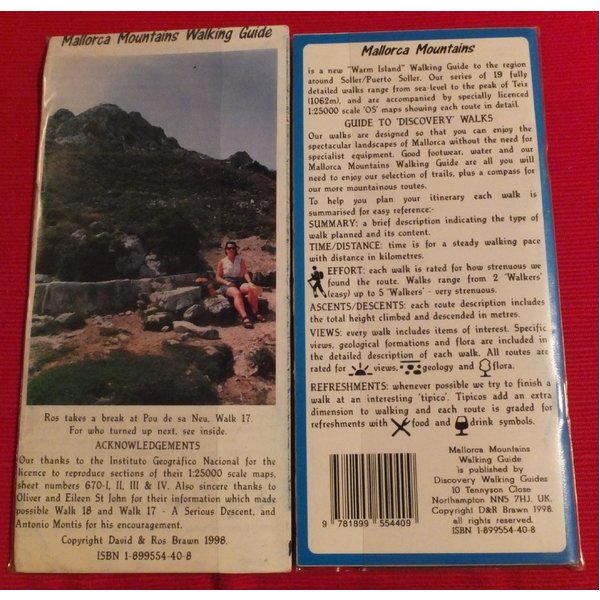 Mallorca Mountains Walking Guide
Ros takes a break at Pou de sa Neu, Walk 17.
For who turned up next, see inside.
ACKNOWLEDGEMENTS
Our thanks to the Instituto Geográfico Nacional for the
licence to reproduce sections of their 1:25000 scale maps,
sheet numbers 670-I, II, III & IV. Also sincere thanks to
Oliver and Eileen St John for their information which made
possible Walk 18 and Walk 17 - A Serious Descent, and
Antonio Montis for his encouragement.
Copyright David & Ros Brawn 1998.
ISBN 1-899554-40-8
Mallorca Mountains
is a new "Warm Island" Walking Guide to the region
around Soller/Puerto Soller. Our series of 19 fully
detailed walks range from sea-level to the peak of Teix
(1062m), and are accompanied by specially licenced
1:25000 scale 'OS' maps showing each route in detail.
GUIDE TO 'DISCOVERY' WALKS
Our walks are designed so that you can enjoy the
spectacular landscapes of Mallorca without the need for
specialist equipment. Good footwear, water and our
Mallorca Mountains Walking Guide are all you will
need to enjoy our selection of trails, plus a compass for
our more mountainous routes.
To help you plan your itinerary each walk is
summarised for easy reference:-
SUMMARY: a brief description indicating the type of
walk planned and its content.
TIME/DISTANCE: time is for a steady walking pace
with distance in kilometres.
EFFORT: each walk is rated for how strenuous we
found the route. Walks range from 2 'Walkers'
(easy) up to 5 'Walkers' - very strenuous.
ASCENTS/DESCENTS: each route description includes
the total height climbed and descended in metres.
VIEWS: every walk includes items of interest. Specific
views, geological formations and flora are included in
the detailed description of each walk. All routes are
rated for views, geology and flora.
REFRESHMENTS: whenever possible we try to finish a
walk at an interesting 'tipico'. Tipicos add an extra
dimension to walking and each route is graded for
refreshments with food and drink symbols.
Mallorca Mountains
Walking Guide
is published by
Discovery Walking Guides
10 Tennyson Close
Northampton NN5 7HJ. UK.
Copyright D&R Brawn 1998.
all rights reserved.
ISBN 1-899554-40-8
9 781899 554409